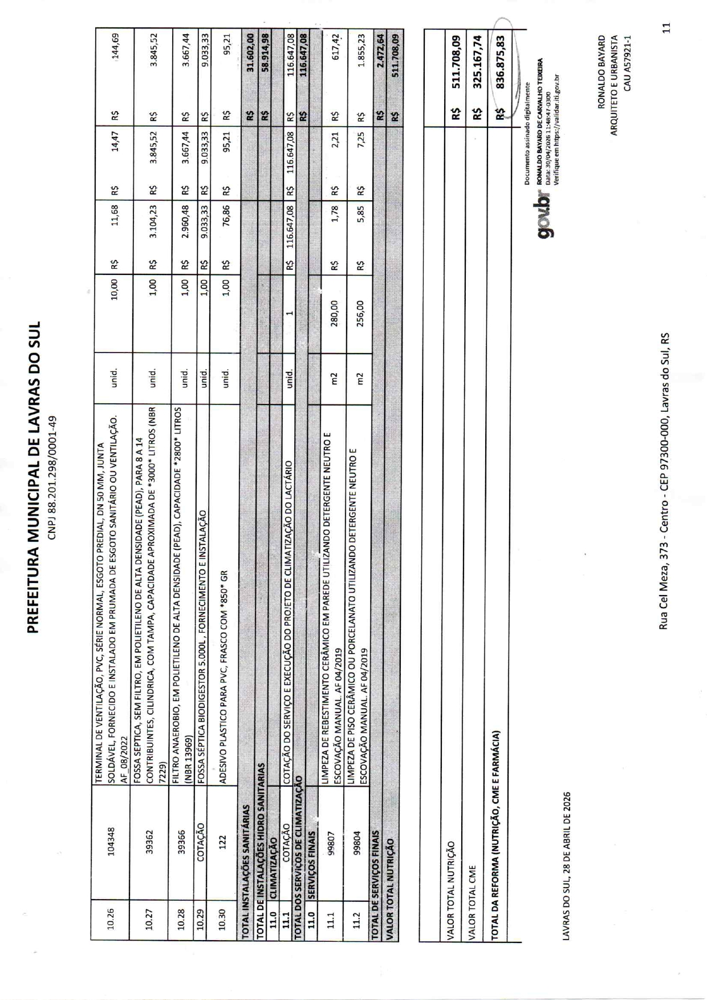 PREFEITURA MUNICIPAL DE LAVRAS DO SUL
CNPJ 88.201.298/0001-49
10.26 104348 TERMINAL DE VENTILAÇÃO, PVC, SÉRIE NORMAL, ESGOTO PREDIAL, DN 50 MM, JUNTA
SOLDÁVEL, FORNECIDO E INSTALADO EM PRUMADA DE ESGOTO SANITÁRIO OU VENTILAÇÃO.
AF_08/2022 unid. 10,00 R$ 11,68 R$ 14,47 R$ 144,69
10.27 39362 FOSSA SEPTICA, SEM FILTRO, EM POLIETILENO DE ALTA DENSIDADE (PEAD), PARA 8 A 14
CONTRIBUINTES, CILINDRICA, COM TAMPA, CAPACIDADE APROXIMADA DE *3000* LITROS (NBR
7229) unid. 1,00 R$ 3.104,23 R$ 3.845,52 R$ 3.845,52
10.28 39366 FILTRO ANAEROBIO, EM POLIETILENO DE ALTA DENSIDADE (PEAD), CAPACIDADE *2800* LITROS
(NBR 13969) unid. 1,00 R$ 2.960,48 R$ 3.667,44 R$ 3.667,44
10.29 COTAÇÃO FOSSA SÉPTICA BIODIGESTOR 5.000L , FORNECIMENTO E INSTALAÇÃO unid. 1,00 R$ 9.033,33 R$ 9.033,33 R$ 9.033,33
10.30 122 ADESIVO PLASTICO PARA PVC, FRASCO COM *850* GR unid. 1,00 R$ 76,86 R$ 95,21 R$ 95,21
TOTAL INSTALAÇÕES SANITÁRIAS R$ 31.602,00
TOTAL DE INSTALAÇÕES HIDRO SANITARIAS R$ 58.914,98
11.0 CLIMATIZAÇÃO
11.1 COTAÇÃO COTAÇÃO DO SERVIÇO E EXECUÇÃO DO PROJETO DE CLIMATIZAÇÃO DO LACTÁRIO unid. 1 R$ 116.647,08 R$ 116.647,08 R$ 116.647,08
TOTAL DOS SERVIÇOS DE CLIMATIZAÇÃO R$ 116.647,08
11.0 SERVIÇOS FINAIS
11.1 99807 LIMPEZA DE REBESTIMENTO CERÂMICO EM PAREDE UTILIZANDO DETERGENTE NEUTRO E
ESCOVAÇÃO MANUAL. AF 04/2019 m2 280,00 R$ 1,78 R$ 2,21 R$ 617,42
11.2 99804 LIMPEZA DE PISO CERÂMICO OU PORCELANATO UTILIZANDO DETERGENTE NEUTRO E
ESCOVAÇÃO MANUAL. AF 04/2019 m2 256,00 R$ 5,85 R$ 7,25 R$ 1.855,23
TOTAL DE SERVIÇOS FINAIS R$ 2.472,64
VALOR TOTAL NUTRIÇÃO R$ 511.708,09
VALOR TOTAL NUTRIÇÃO R$ 511.708,09
VALOR TOTAL CME R$ 325.167,74
TOTAL DA REFORMA (NUTRIÇÃO, CME E FARMÁCIA) R$ 836.875,83
gov.br
Documento assinado digitalmente
RONALDO BAYARD DE CARVALHO TEIXEIRA
Data: 30/04/2026 11:48:47-0300
Verifique em https://validar.iti.gov.br
LAVRAS DO SUL, 28 DE ABRIL DE 2026
RONALDO BAYARD
ARQUITETO E URBANISTA
CAU A57921-1
Rua Cel Meza, 373 - Centro - CEP 97300-000, Lavras do Sul, RS
11